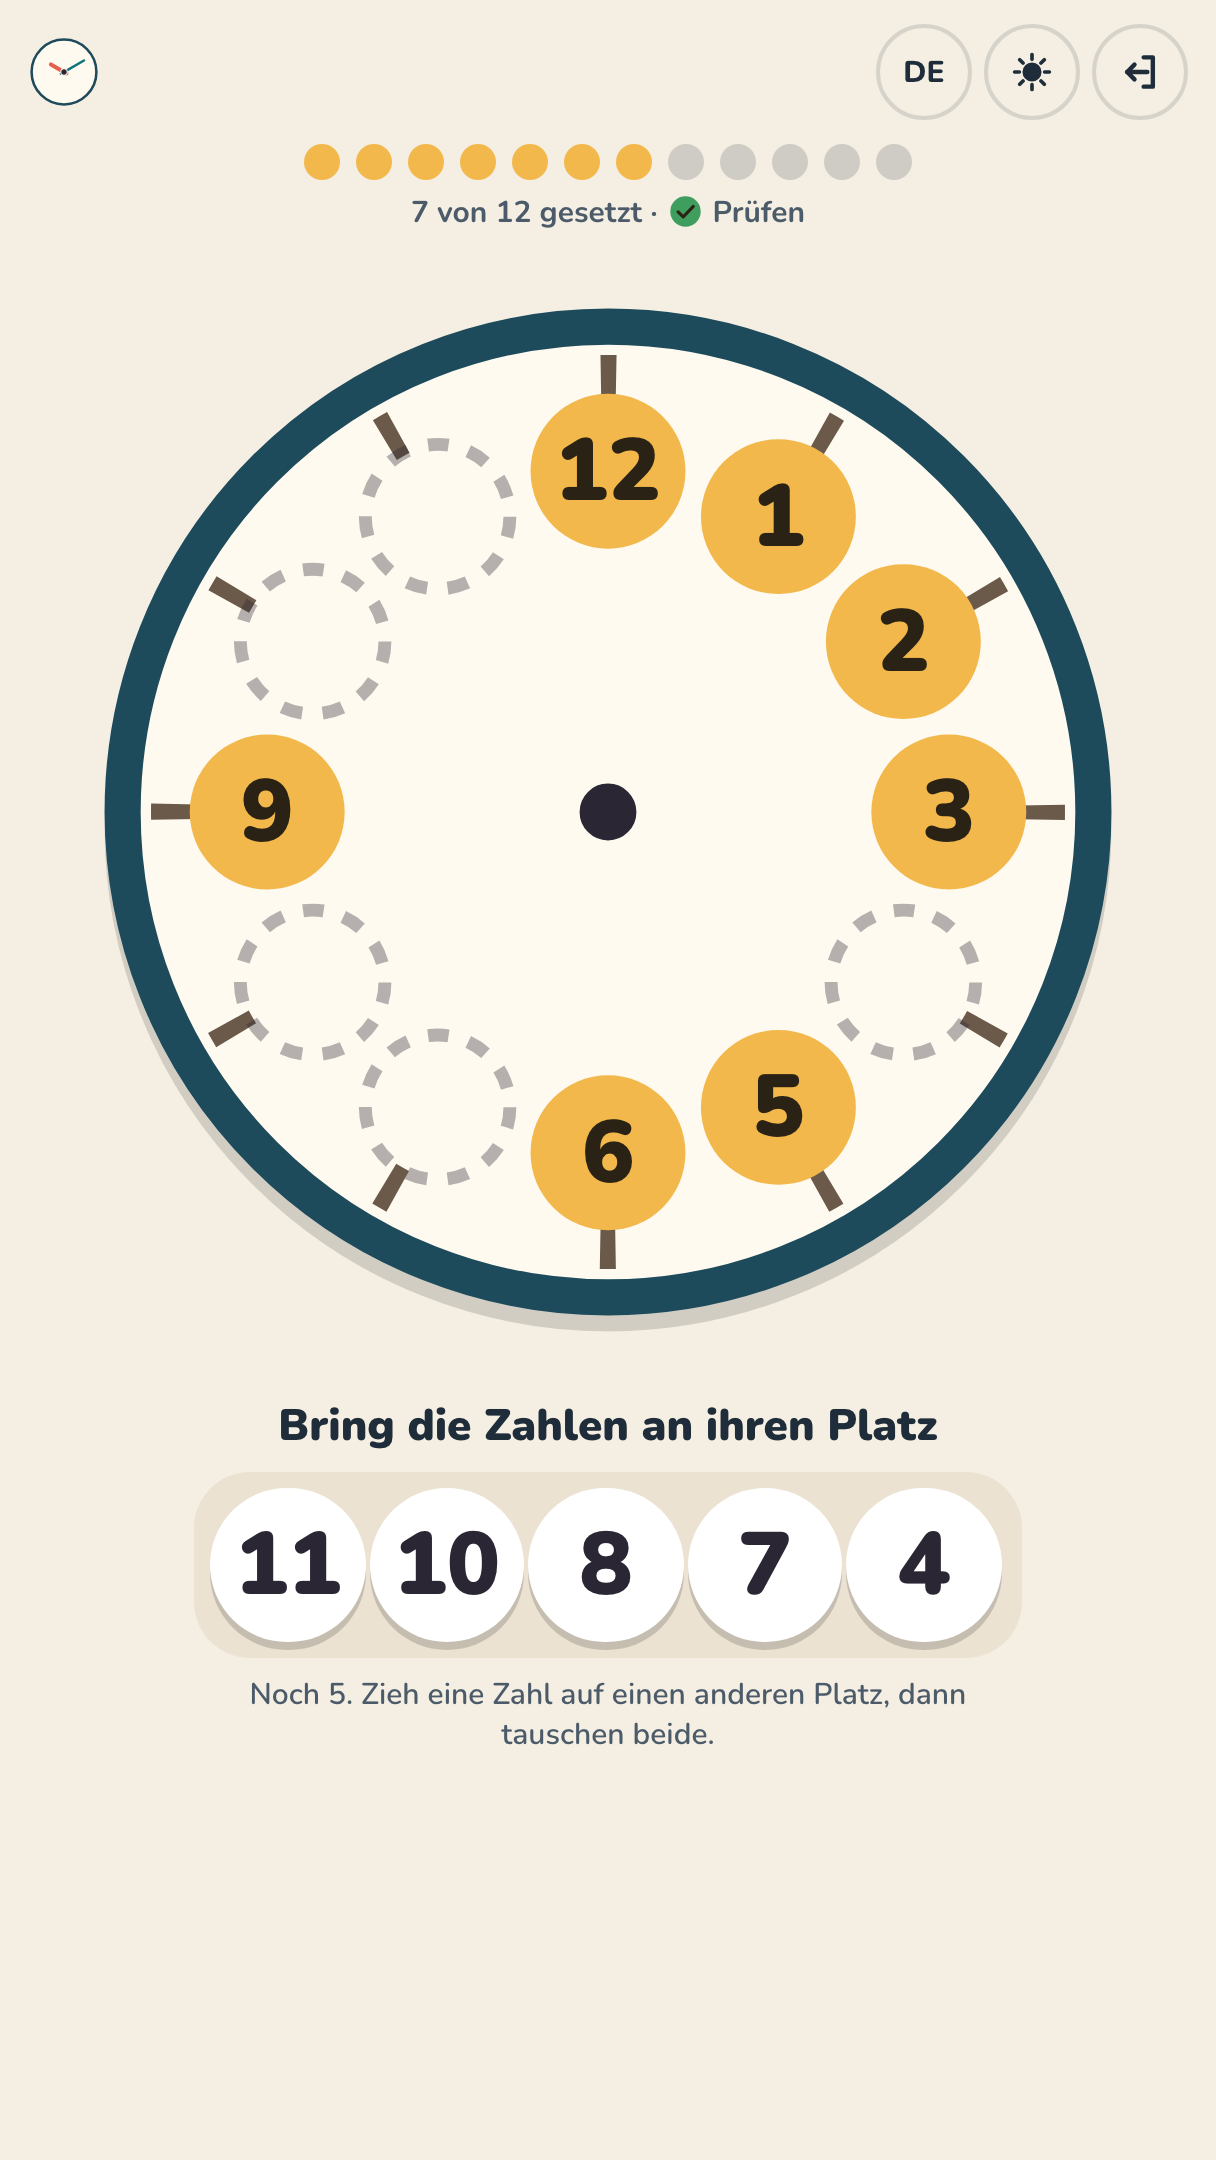 DE
7 von 12 gesetzt · Prüfen
12
1
2
9
3
5
6
Bring die Zahlen an ihren Platz
11 10 8 7 4
Noch 5. Zieh eine Zahl auf einen anderen Platz, dann
tauschen beide.